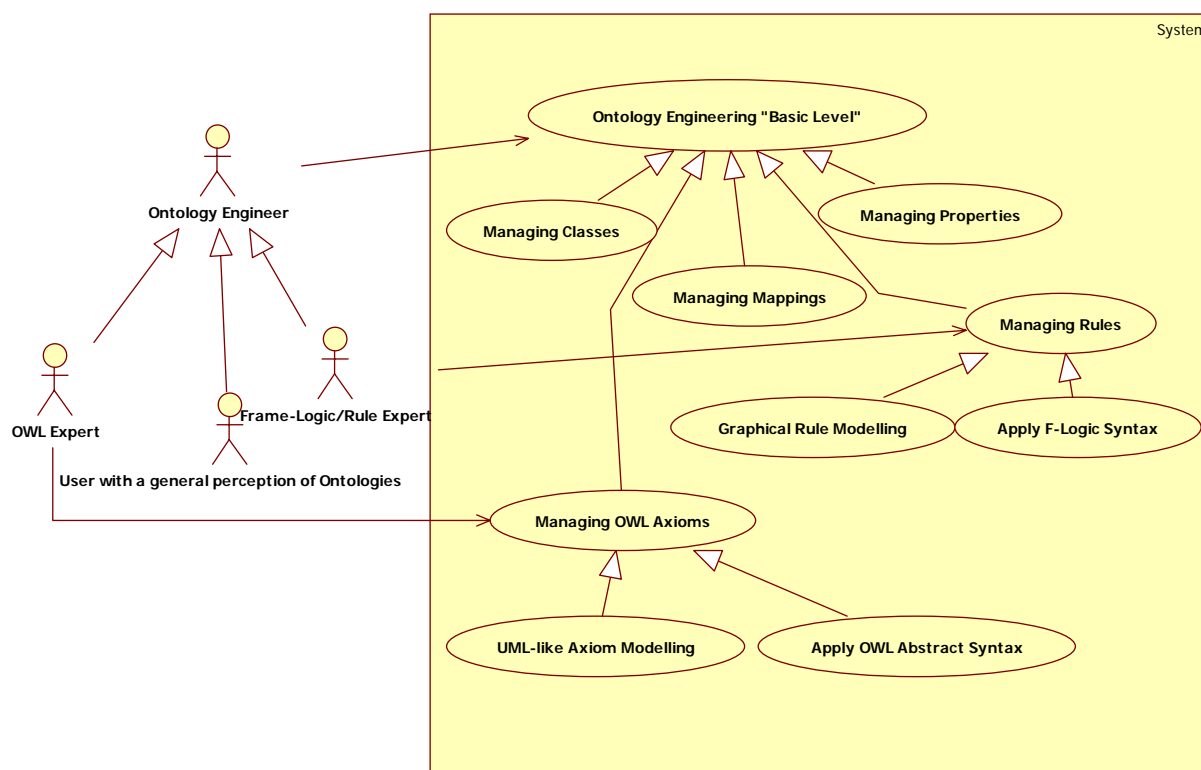 System
Ontology Engineering "Basic Level"
Ontology Engineer
Managing Classes
Managing Properties
Managing Mappings
Managing Rules
Frame-Logic/Rule Expert
OWL Expert
Graphical Rule Modelling
Apply F-Logic Syntax
User with a general perception of Ontologies
Managing OWL Axioms
UML-like Axiom Modelling
Apply OWL Abstract Syntax